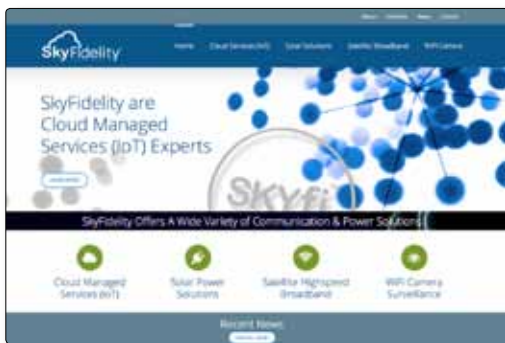 SkyFidelity
Home Cloud Services (IoT) Solar Solutions Satellite Broadband WiFi Camera
SkyFidelity are
Cloud Managed
Services (IoT) Experts
SKYfi
SkyFidelity Offers A Wide Variety of Communication & Power Solutions
Cloud Managed
Services (IoT)
Solar Power
Solutions
Satellite Highspeed
Broadband
WiFi Camera
Surveillance
Recent News